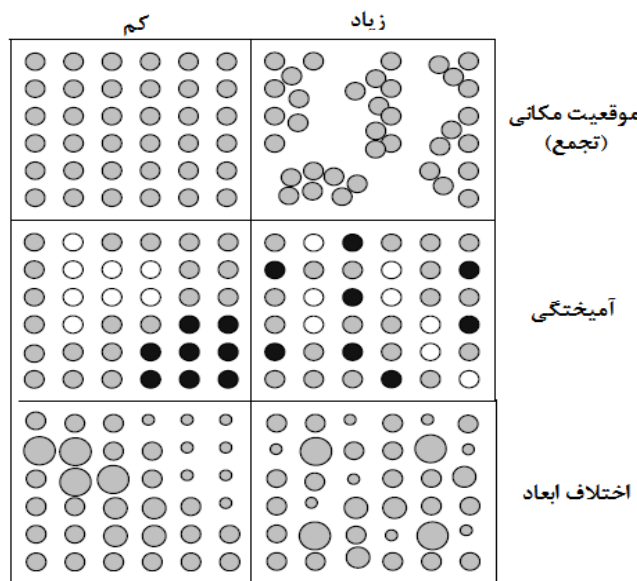 زیاد
کم
موقعیت مکانی
(تجمع)
آمیختگی
اختلاف ابعاد